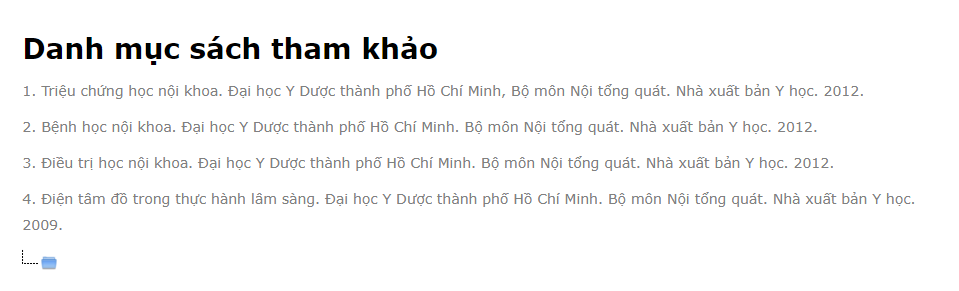 Danh mục sách tham khảo
1. Triệu chứng học nội khoa. Đại học Y Dược thành phố Hồ Chí Minh, Bộ môn Nội tổng quát. Nhà xuất bản Y học. 2012.
2. Bệnh học nội khoa. Đại học Y Dược thành phố Hồ Chí Minh. Bộ môn Nội tổng quát. Nhà xuất bản Y học. 2012.
3. Điều trị học nội khoa. Đại học Y Dược thành phố Hồ Chí Minh. Bộ môn Nội tổng quát. Nhà xuất bản Y học. 2012.
4. Điện tâm đồ trong thực hành lâm sàng. Đại học Y Dược thành phố Hồ Chí Minh. Bộ môn Nội tổng quát. Nhà xuất bản Y học.
2009.